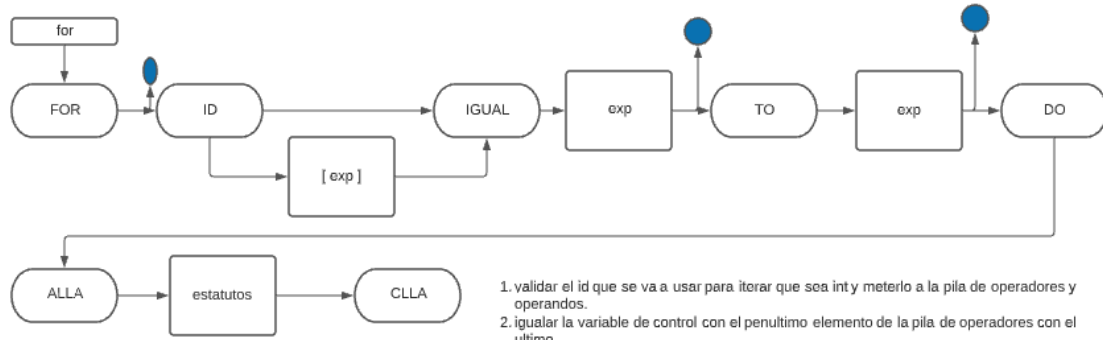 for
FOR
ID
IGUAL
exp
TO
exp
DO
[ exp ]
ALLA
estatutos
CLLA
1. validar el id que se va a usar para iterar que sea int y meterlo a la pila de operadores y
operandos.
2. igualar la variable de control con el penultimo elemento de la pila de operadores con el
ultimo